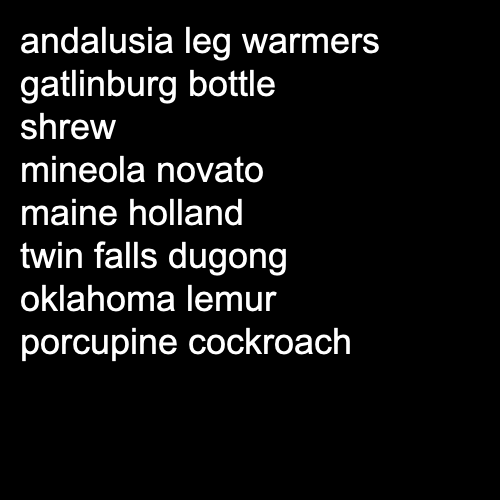 andalusia leg warmers
gatlinburg bottle
shrew
mineola novato
maine holland
twin falls dugong
oklahoma lemur
porcupine cockroach